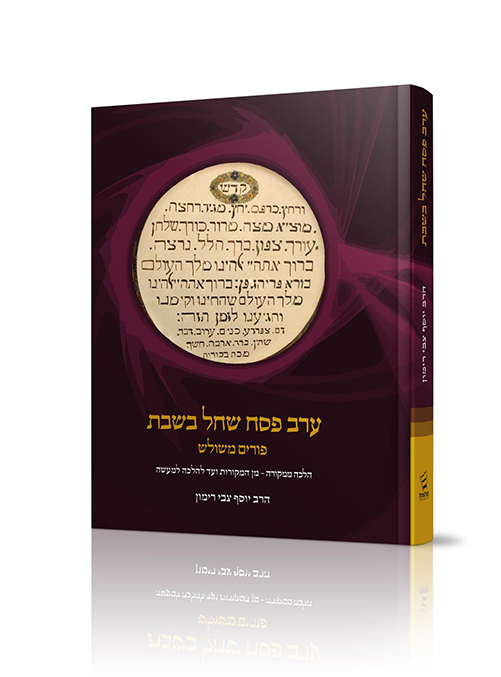 קדש
ורחץ. כרפס. יחץ. מגיד. רחצה.
מוציא מצה. מרור. כורך. שלחן
עורך. צפון. ברך. הלל. נרצה.
ברוך אתה יי אלהינו מלך העולם
בורא פרי הגפן: ברוך אתה יי אלהינו
מלך העולם שהחיינו וקימנו
והגיענו לזמן הזה:
דם. צפרדע. כנים. ערוב. דבר.
שחין. ברד. ארבה. חשך
מכת בכורות
ערב פסח שחל בשבת
פורים משולש
הלכה ממקורה - מן המקורות ועד להלכה למעשה
הרב יוסף צבי רימון
ערב פסח שחל בשבת
הרב יוסף צבי רימון